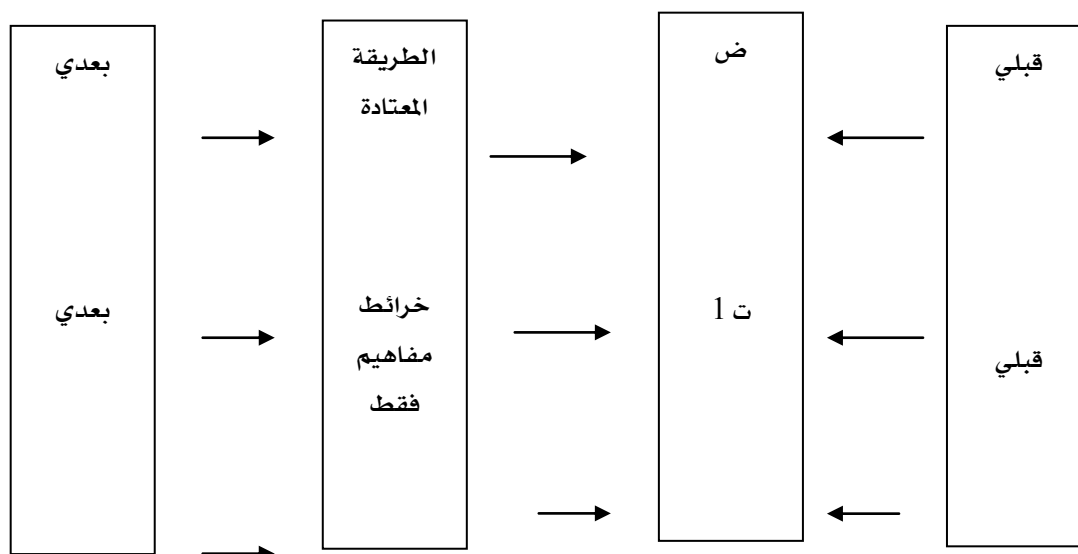 قبلي
قبلي
ض
ت 1
الطريقة
المعتادة
خرائط
مفاهيم
فقط
بعدي
بعدي